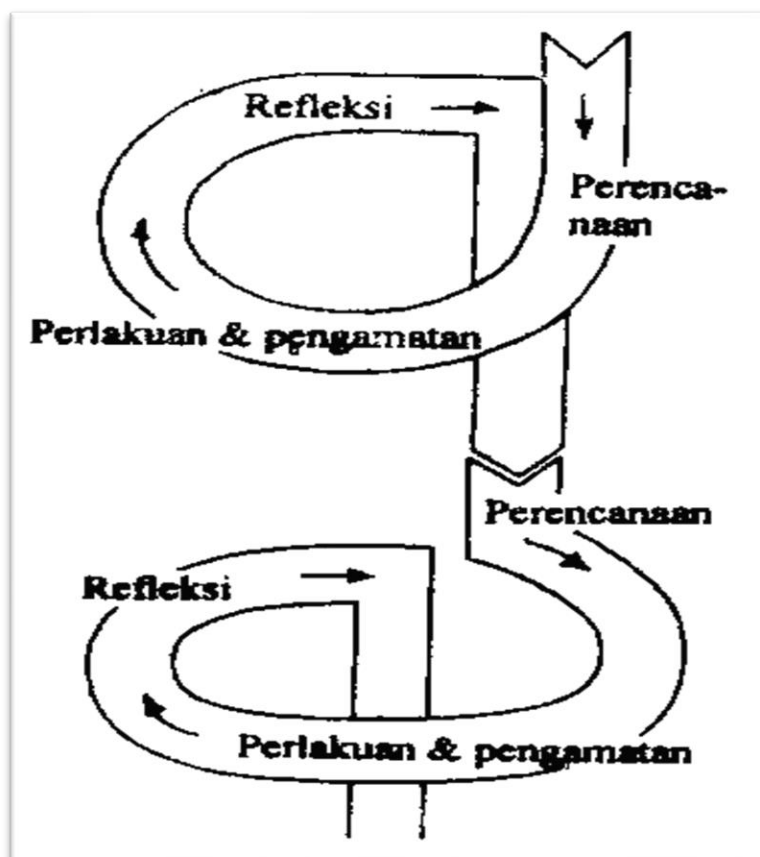 Refleksi
Perenca-
naan
Perlakuan & pengamatan
Perencanaan
Refleksi
Perlakuan & pengamatan